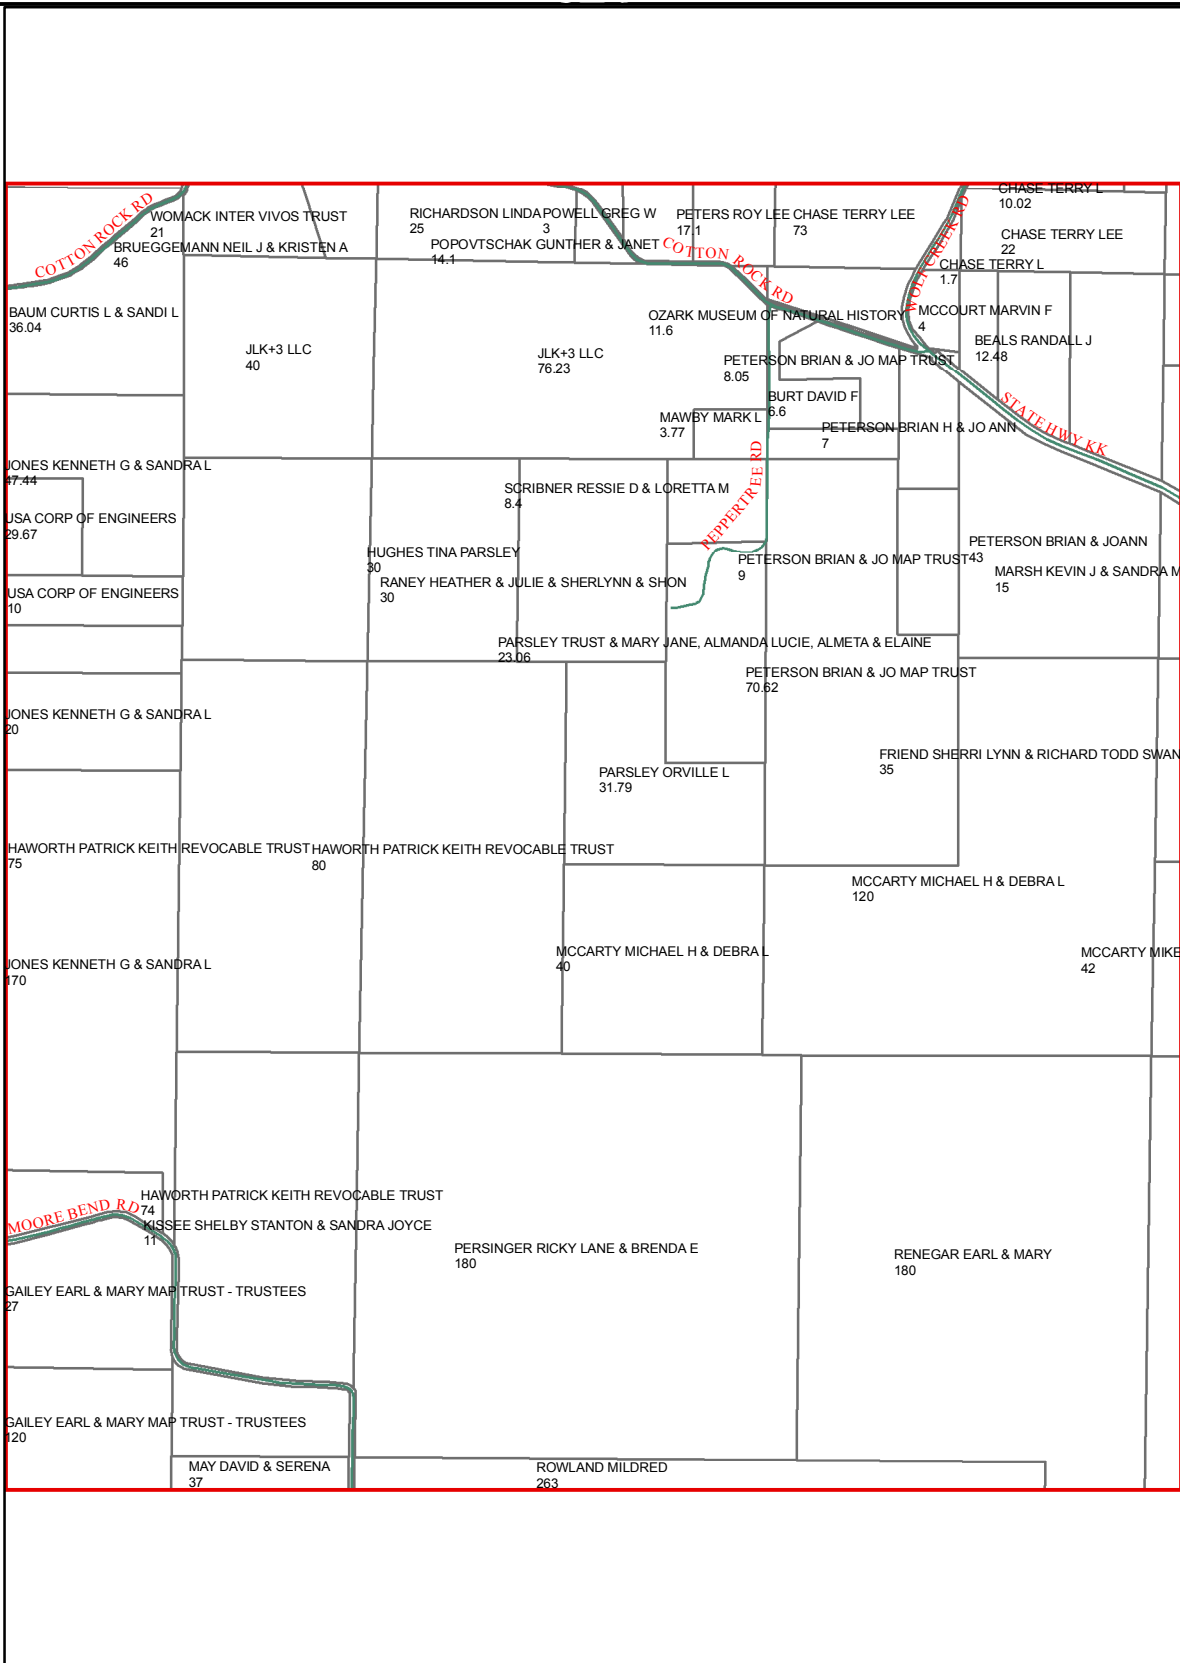 CHASE TERRY L
10.02
WOMACK INTER VIVOS TRUST
21
RICHARDSON LINDA
25
POWELL GREG W
3
PETERS ROY LEE
17.1
CHASE TERRY LEE
73
COTTON ROCK RD
BRUEGGEMANN NEIL J & KRISTEN A
46
POPOVTSCHAK GUNTHER & JANET
14.1
COTTON ROCK RD
WOLF CREEK RD
CHASE TERRY LEE
22
CHASE TERRY L
1.7
BAUM CURTIS L & SANDI L
36.04
OZARK MUSEUM OF NATURAL HISTORY
11.6
MCCOURT MARVIN F
4
JLK+3 LLC
40
JLK+3 LLC
76.23
BEALS RANDALL J
12.48
PETERSON BRIAN & JO MAP TRUST
8.05
BURT DAVID F
6.6
STATE HWY KK
MAWBY MARK L
3.77
PETERSON BRIAN H & JO ANN
7
JONES KENNETH G & SANDRA L
47.44
SCRIBNER RESSIE D & LORETTA M
8.4
PEPPERTREE RD
USA CORP OF ENGINEERS
29.67
PETERSON BRIAN & JOANN
43
HUGHES TINA PARSLEY
30
PETERSON BRIAN & JO MAP TRUST
9
MARSH KEVIN J & SANDRA M
15
RANEY HEATHER & JULIE & SHERLYNN & SHON
30
USA CORP OF ENGINEERS
10
PARSLEY TRUST & MARY JANE, ALMANDA LUCIE, ALMETA & ELAINE
23.06
PETERSON BRIAN & JO MAP TRUST
70.62
JONES KENNETH G & SANDRA L
20
FRIEND SHERRI LYNN & RICHARD TODD SWAN
35
PARSLEY ORVILLE L
31.79
HAWORTH PATRICK KEITH REVOCABLE TRUST
75
HAWORTH PATRICK KEITH REVOCABLE TRUST
80
MCCARTY MICHAEL H & DEBRA L
120
MCCARTY MICHAEL H & DEBRA L
40
MCCARTY MIKE
42
JONES KENNETH G & SANDRA L
170
HAWORTH PATRICK KEITH REVOCABLE TRUST
74
MOORE BEND RD
KISSEE SHELBY STANTON & SANDRA JOYCE
11
PERSINGER RICKY LANE & BRENDA E
180
RENEGAR EARL & MARY
180
GAILEY EARL & MARY MAP TRUST - TRUSTEES
27
GAILEY EARL & MARY MAP TRUST - TRUSTEES
120
MAY DAVID & SERENA
37
ROWLAND MILDRED
263